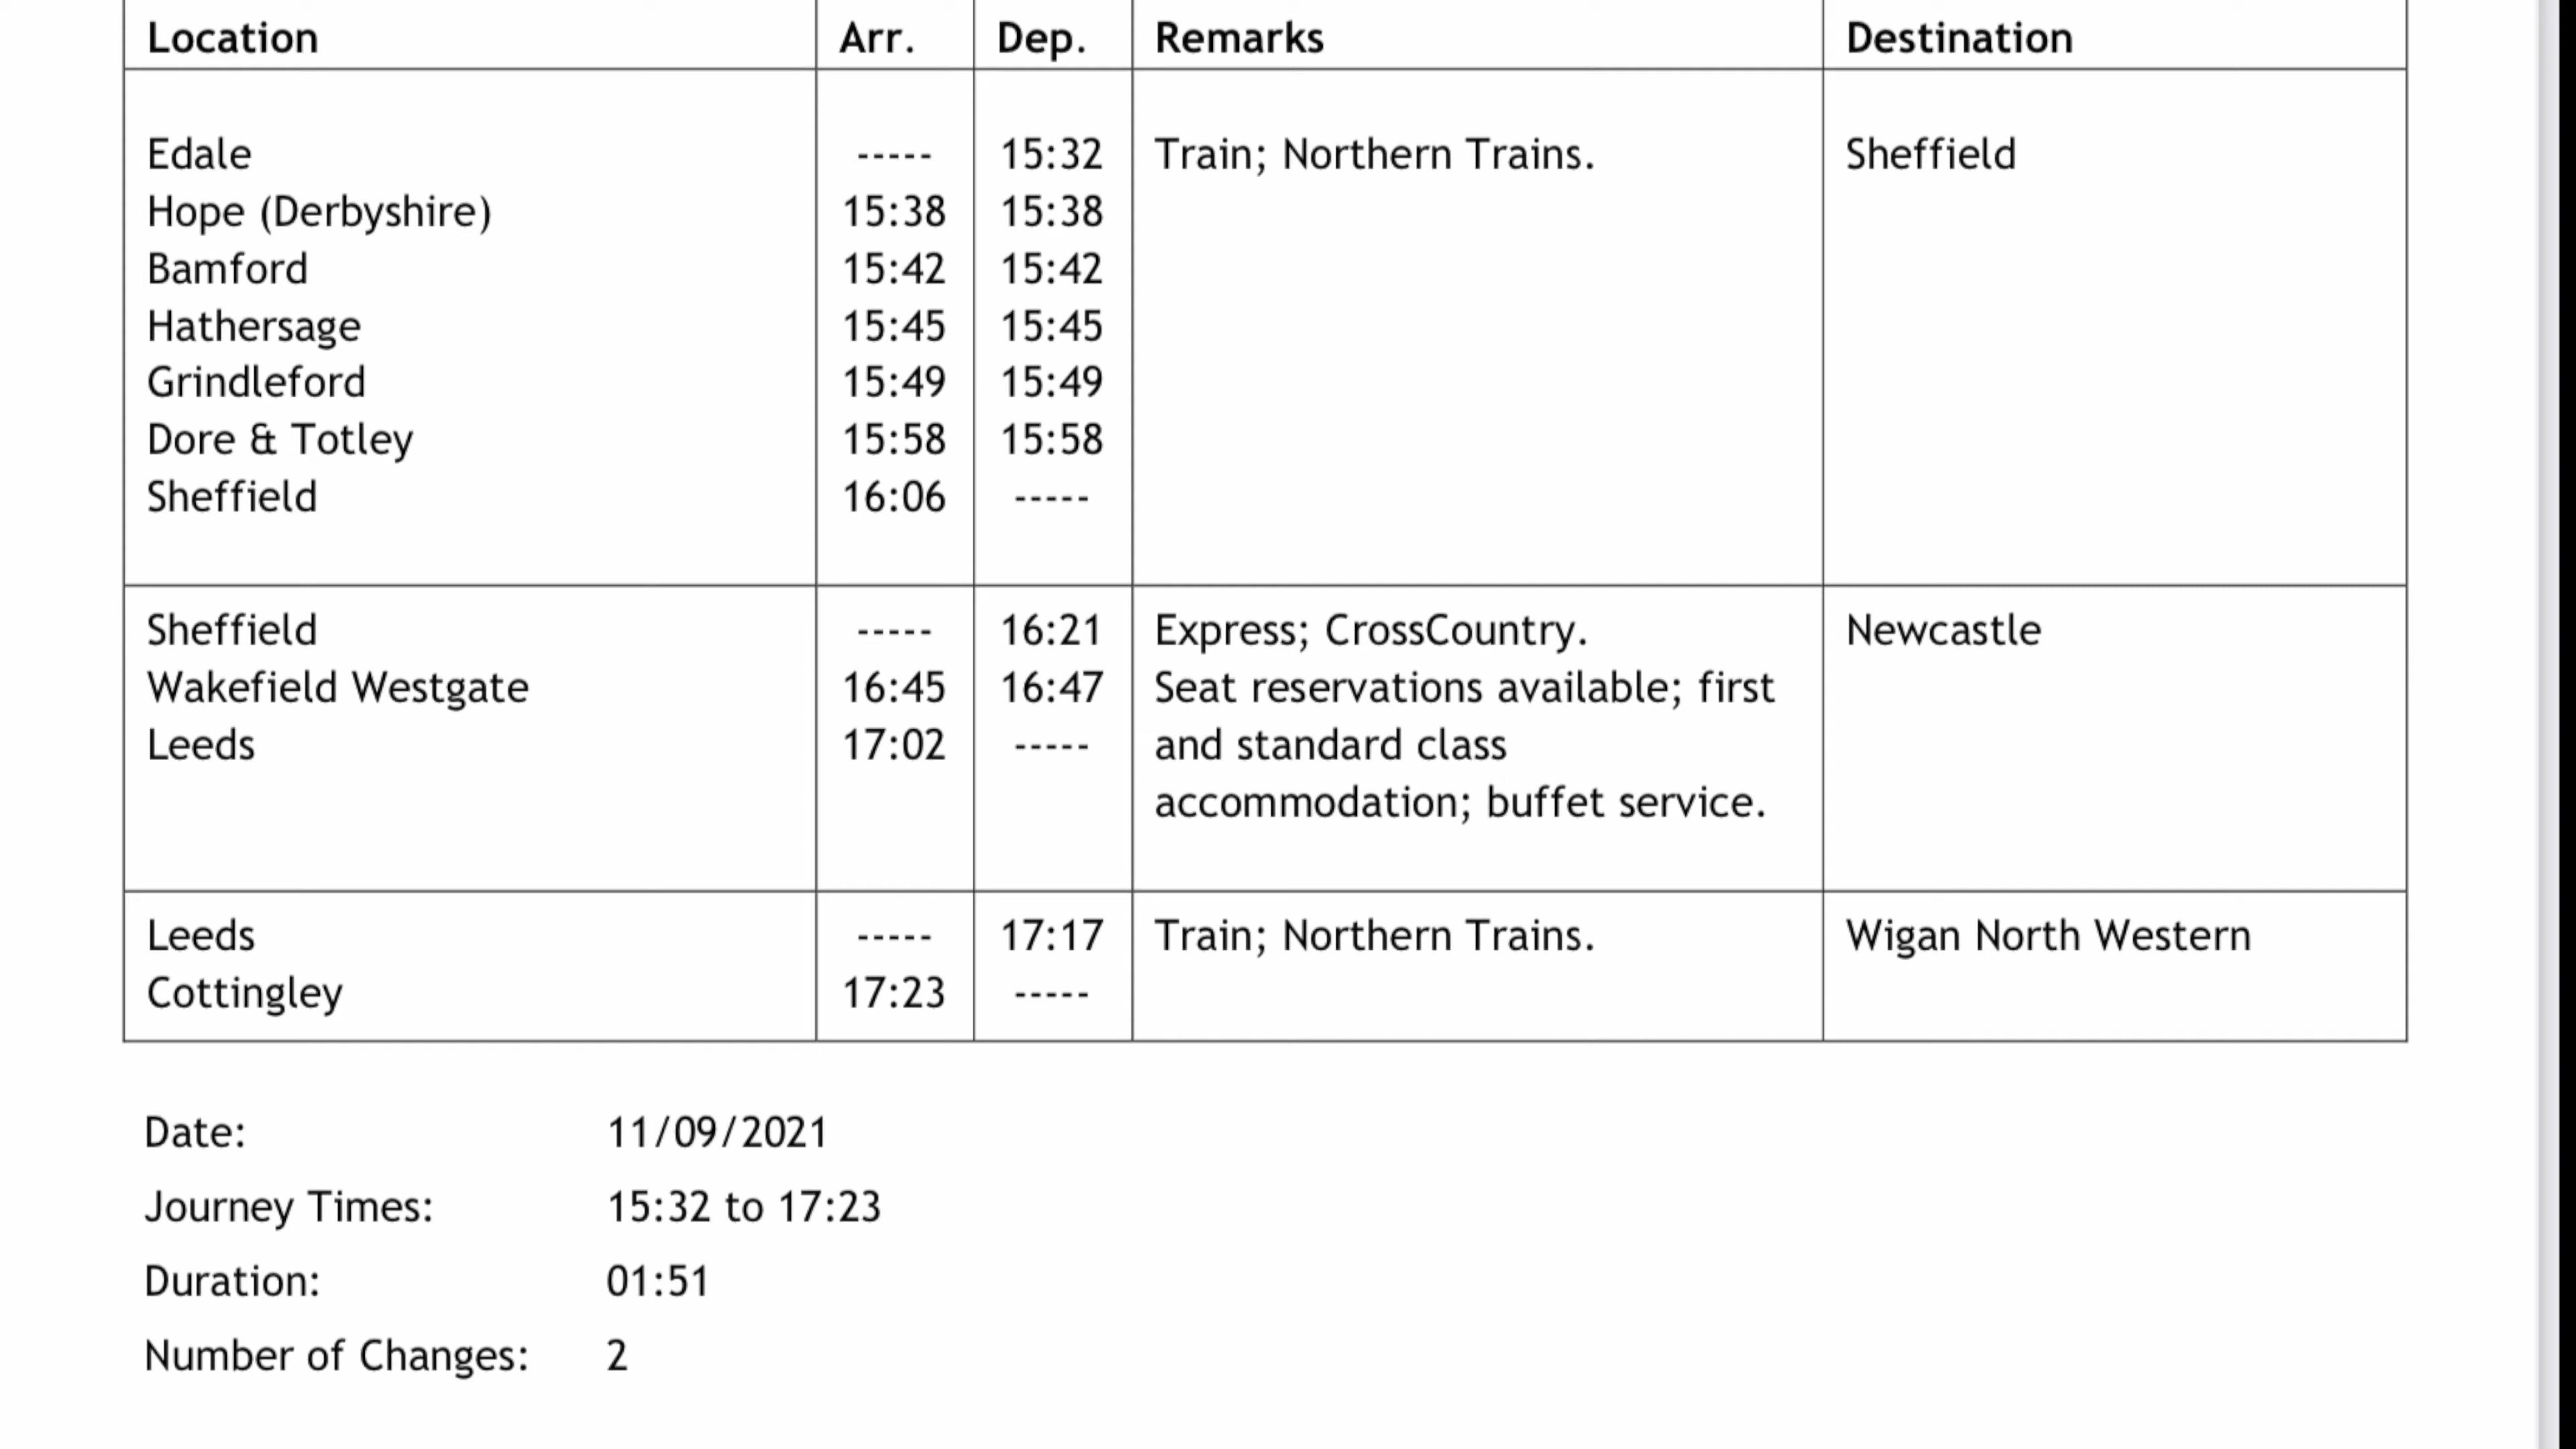 Location Arr. Dep. Remarks Destination
Edale ----- 15:32 Train; Northern Trains. Sheffield
Hope (Derbyshire) 15:38 15:38
Bamford 15:42 15:42
Hathersage 15:45 15:45
Grindleford 15:49 15:49
Dore & Totley 15:58 15:58
Sheffield 16:06 -----
Sheffield ----- 16:21 Express; CrossCountry. Newcastle
Wakefield Westgate 16:45 16:47 Seat reservations available; first
Leeds 17:02 ----- and standard class
accommodation; buffet service.
Leeds ----- 17:17 Train; Northern Trains. Wigan North Western
Cottingley 17:23 -----
Date: 11/09/2021
Journey Times: 15:32 to 17:23
Duration: 01:51
Number of Changes: 2